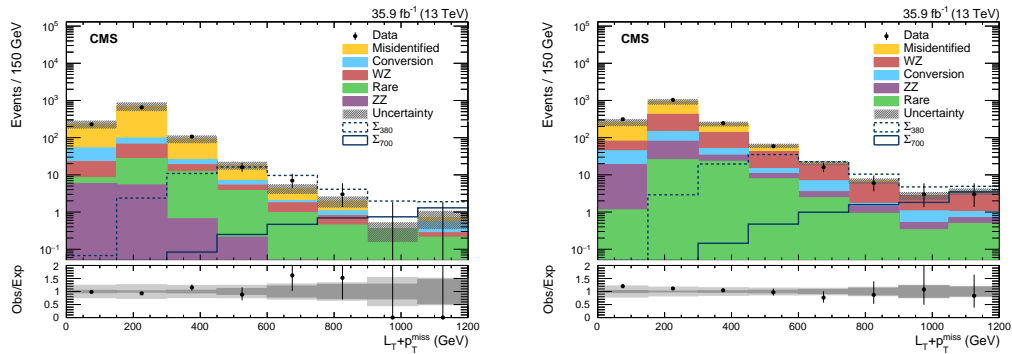 35.9 fb⁻¹ (13 TeV)
CMS
Events / 150 GeV
10⁵
10⁴
10³
10²
10
1
10⁻¹
Data
Misidentified
Conversion
WZ
Rare
ZZ
Uncertainty
Σ₃₈₀
Σ₇₀₀
Obs/Exp
2
1.5
1
0.5
0
0 200 400 600 800 1000 1200
L_T+p_T^miss (GeV)
35.9 fb⁻¹ (13 TeV)
CMS
Events / 150 GeV
10⁵
10⁴
10³
10²
10
1
10⁻¹
Data
Misidentified
WZ
Conversion
ZZ
Rare
Uncertainty
Σ₃₈₀
Σ₇₀₀
Obs/Exp
2
1.5
1
0.5
0
0 200 400 600 800 1000 1200
L_T+p_T^miss (GeV)